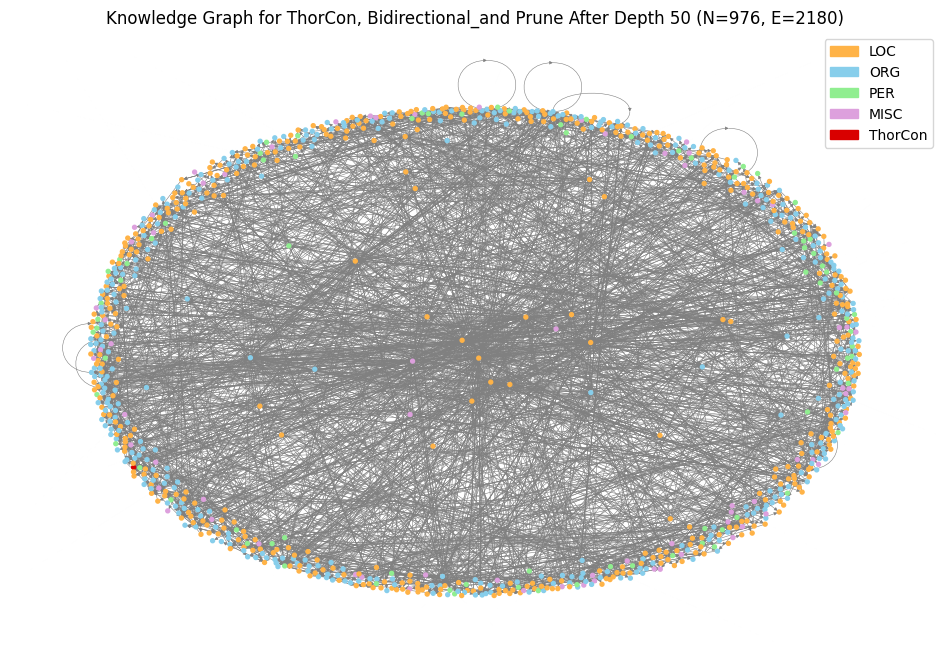 Knowledge Graph for ThorCon, Bidirectional_and Prune After Depth 50 (N=976, E=2180)
LOC
ORG
PER
MISC
ThorCon